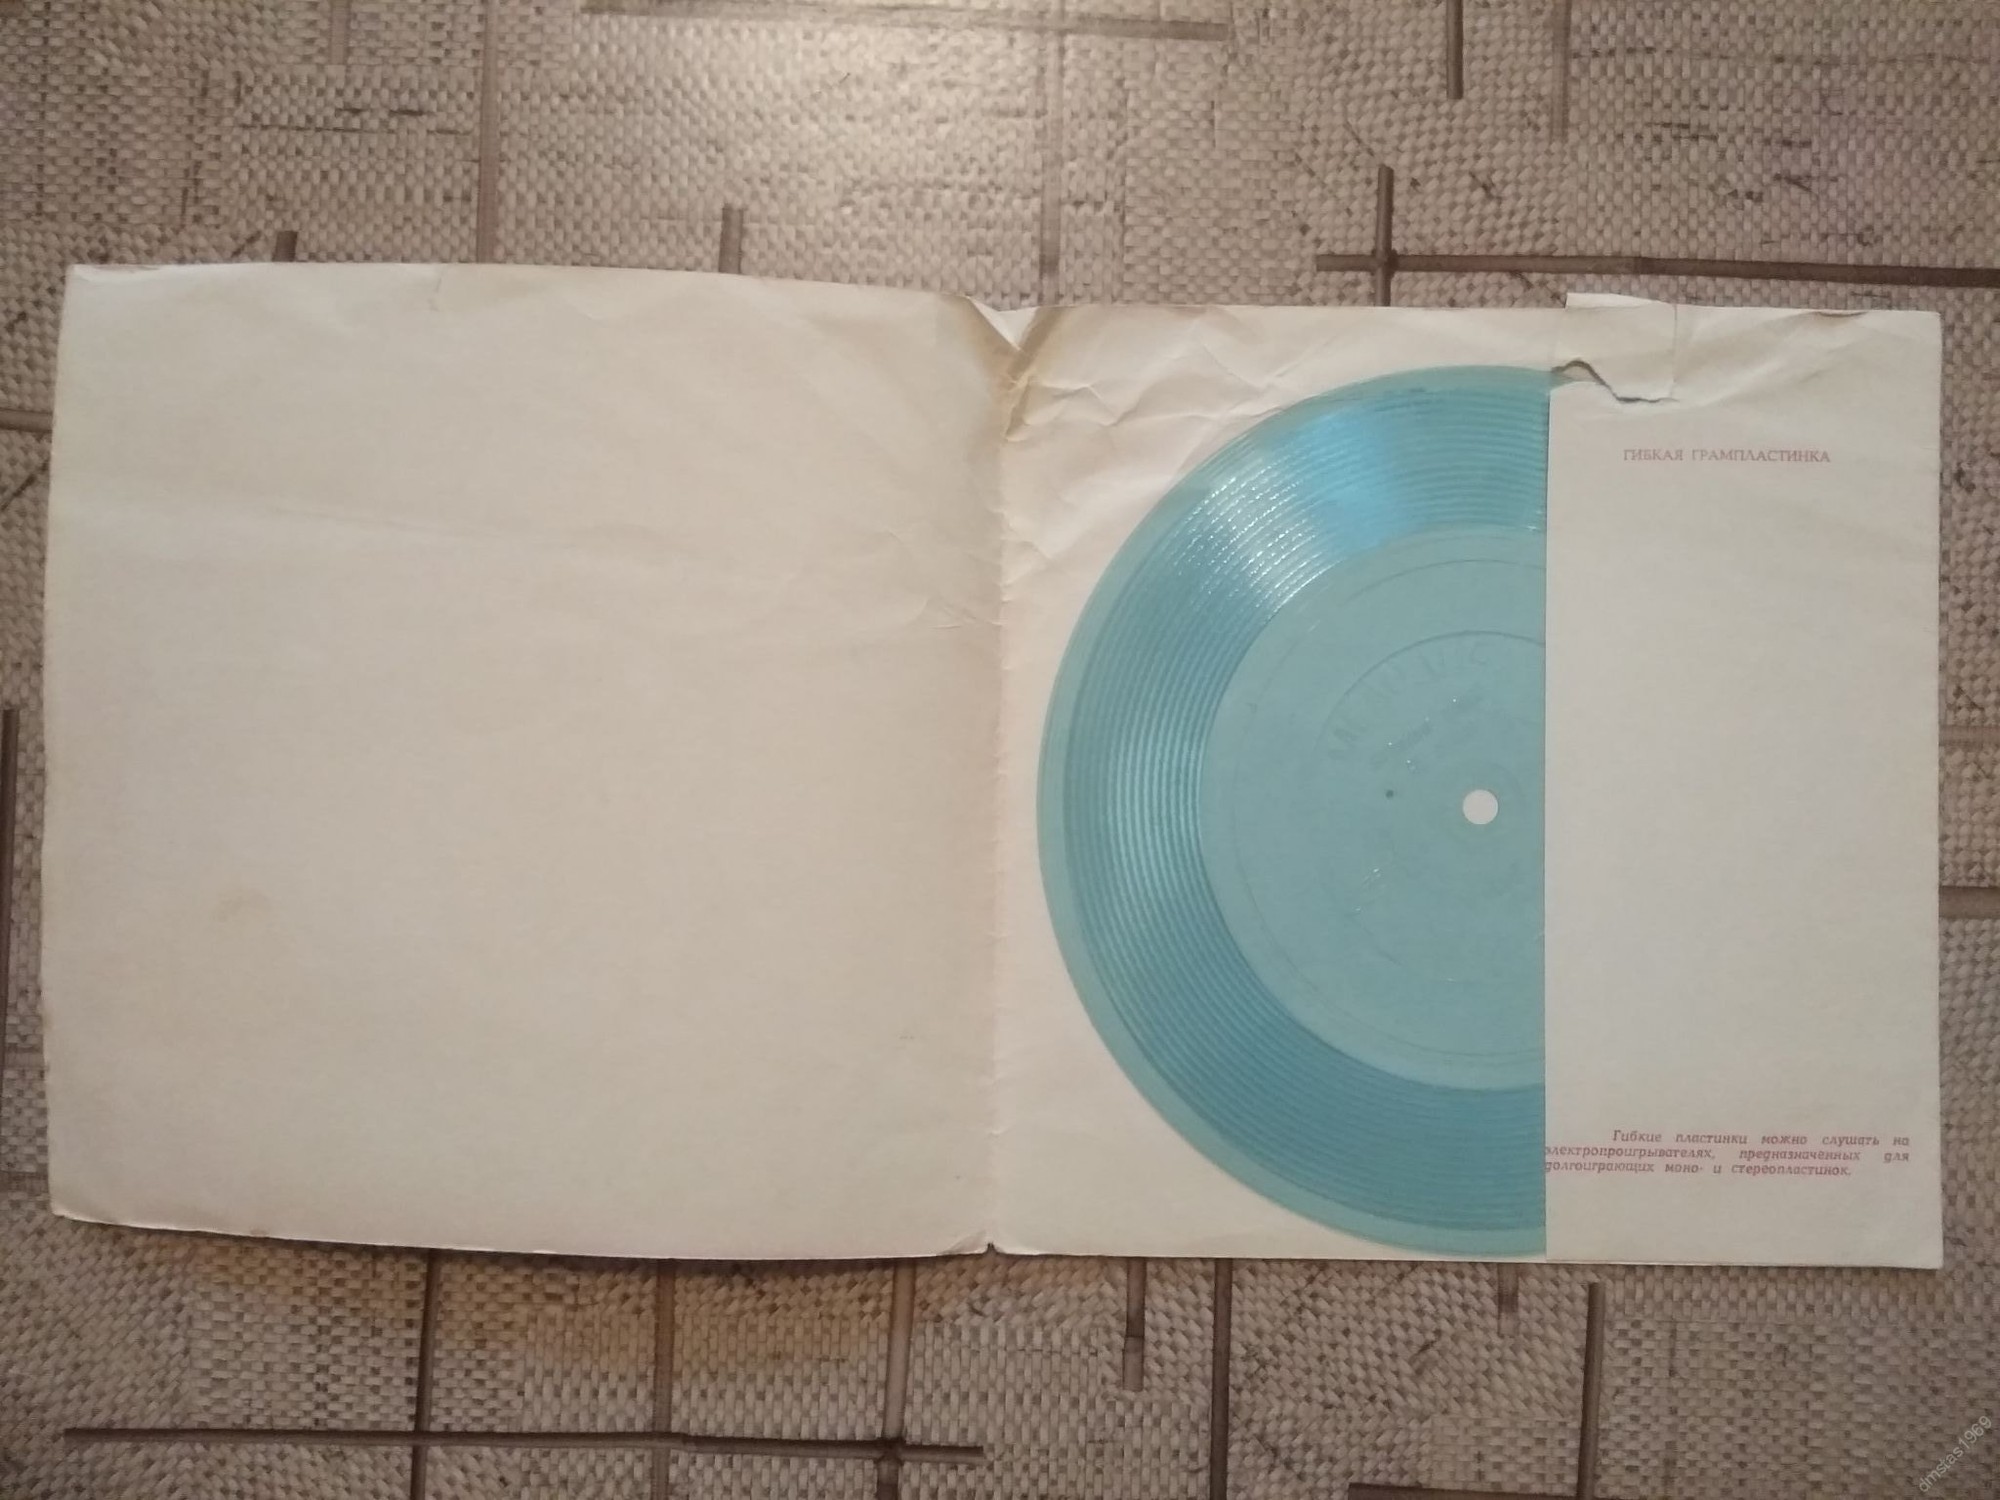 ГИБКАЯ ГРАМПЛАСТИНКА
Гибкие пластинки можно слушать на
электропроигрывателях, предназначенных для
долгоиграющих моно- и стереопластинок.
dmstas1969